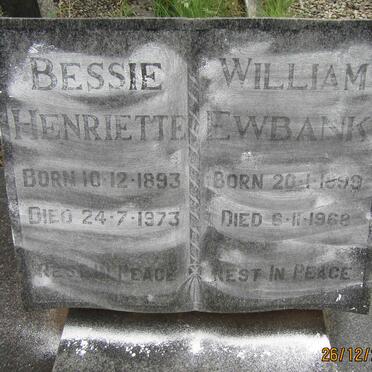 BESSIE
HENRIETTE
BORN 10-12-1893
DIED 24-7-1973
REST IN PEACE
WILLIAM
EWBANK
BORN 20-1-1890
DIED 6-11-1968
REST IN PEACE
26/12/